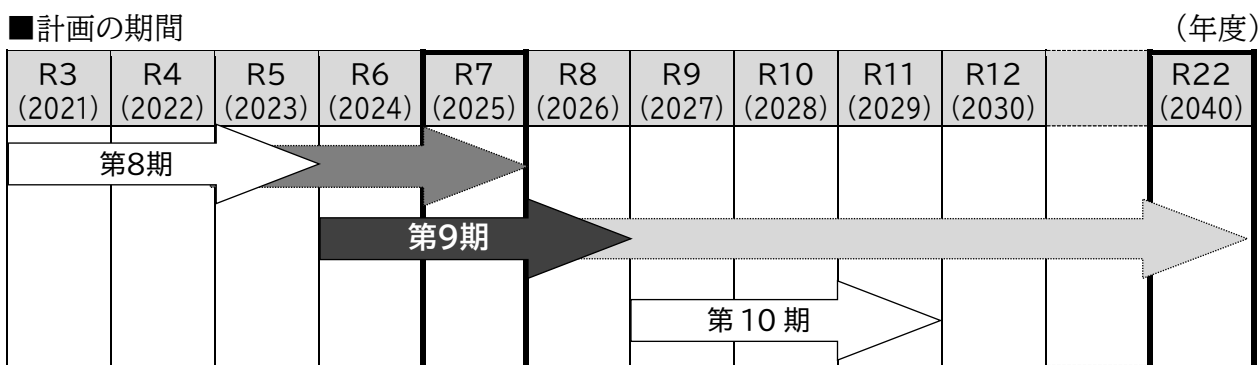 ■計画の期間
（年度）
R3 R4 R5 R6 R7 R8 R9 R10 R11 R12 R22
(2021) (2022) (2023) (2024) (2025) (2026) (2027) (2028) (2029) (2030) (2040)
第8期
第9期
第 10 期